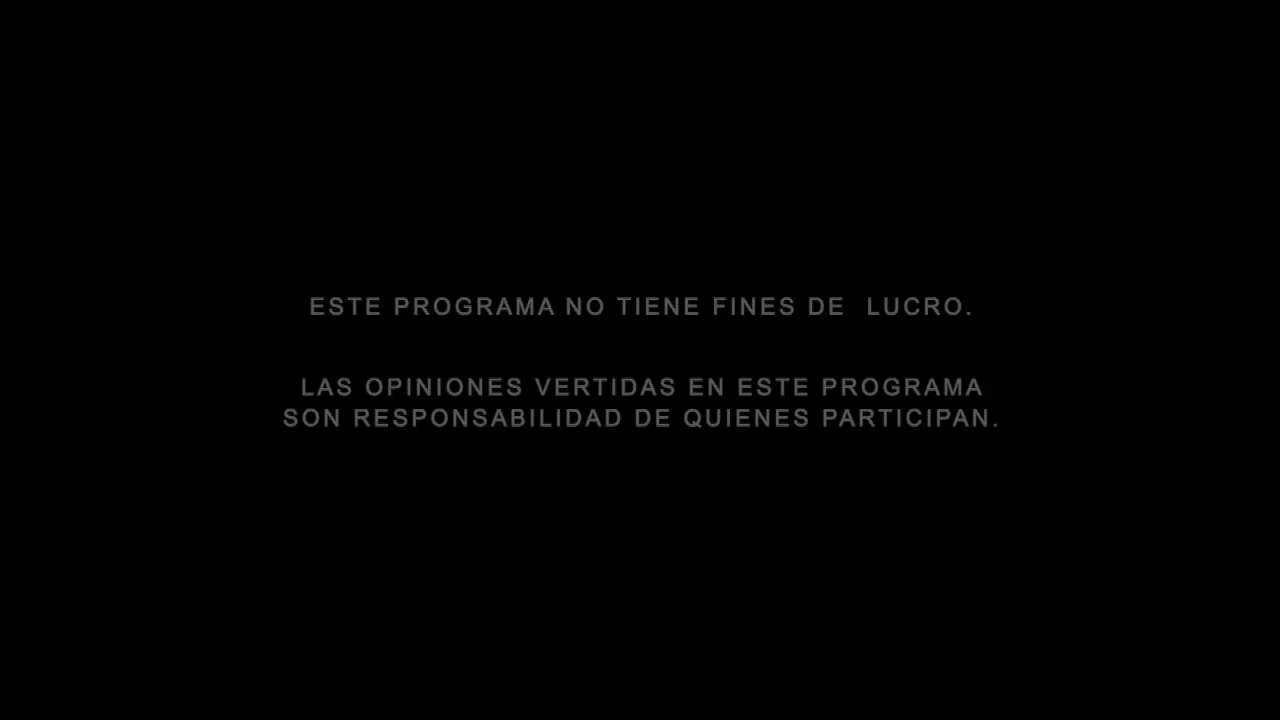 ESTE PROGRAMA NO TIENE FINES DE  LUCRO.
LAS OPINIONES VERTIDAS EN ESTE PROGRAMA
SON RESPONSABILIDAD DE QUIENES PARTICIPAN.